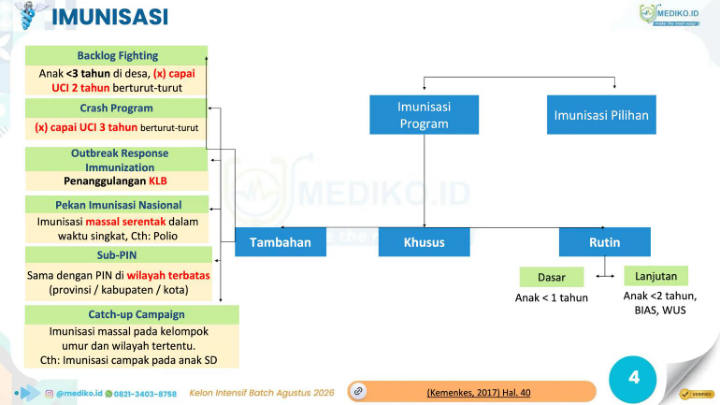 IMUNISASI
MEDIKO.ID
Backlog Fighting
Anak <3 tahun di desa, (x) capai
UCI 2 tahun berturut-turut
Crash Program
(x) capai UCI 3 tahun berturut-turut
Outbreak Response
Immunization
Penanggulangan KLB
Pekan Imunisasi Nasional
Imunisasi massal serentak dalam
waktu singkat, Cth: Polio
Sub-PIN
Sama dengan PIN di wilayah terbatas
(provinsi / kabupaten / kota)
Catch-up Campaign
Imunisasi massal pada kelompok
umur dan wilayah tertentu.
Cth: Imunisasi campak pada anak SD
Imunisasi
Program
Imunisasi Pilihan
MEDIKO.ID
Tambahan
Khusus
Rutin
Dasar
Anak < 1 tahun
Lanjutan
Anak <2 tahun,
BIAS, WUS
@mediko.id 0821-3403-8758
Kelon Intensif Batch Agustus 2026
(Kemenkes, 2017) Hal. 40
4